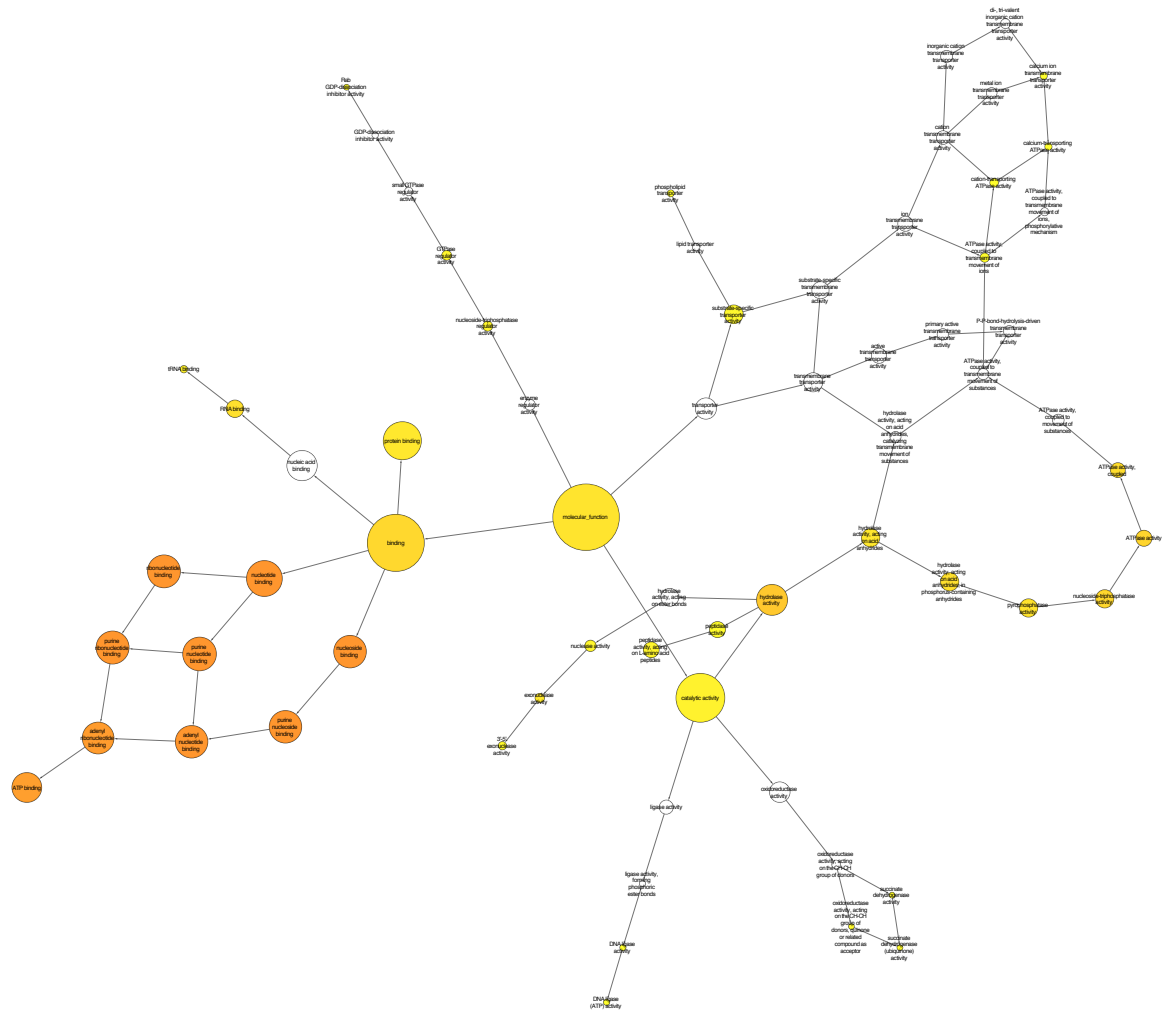 di-, tri-valent
inorganic cation
transmembrane
transporter
activity
inorganic cation
transmembrane
transporter
activity
calcium ion
transmembrane
transporter
activity
metal ion
transmembrane
transporter
activity
Rab
GDP-dissociation
inhibitor activity
GDP-dissociation
inhibitor activity
cation
transmembrane
transporter
activity
calcium-transporting
ATPase activity
small GTPase
regulator
activity
phospholipid
transporter
activity
cation-transporting
ATPase activity
ATPase activity,
coupled to
transmembrane
movement of
ions,
phosphorylative
mechanism
ion
transmembrane
transporter
activity
GTPase
regulator
activity
lipid transporter
activity
ATPase activity,
coupled to
transmembrane
movement of
ions
substrate-specific
transmembrane
transporter
activity
substrate-specific
transporter
activity
nucleoside-triphosphatase
regulator
activity
primary active
transmembrane
transporter
activity
P-P-bond-hydrolysis-driven
transmembrane
transporter
activity
active
transmembrane
transporter
activity
tRNA binding
transmembrane
transporter
activity
ATPase activity,
coupled to
transmembrane
movement of
substances
RNA binding
enzyme
regulator
activity
transporter
activity
ATPase activity,
coupled to
movement of
substances
protein binding
hydrolase
activity, acting
on acid
anhydrides,
catalyzing
transmembrane
movement of
substances
nucleic acid
binding
ATPase activity,
coupled
molecular_function
binding
hydrolase
activity, acting
on acid
anhydrides
ATPase activity
ribonucleotide
binding
nucleotide
binding
hydrolase
activity, acting
on acid
anhydrides, in
phosphorus-containing
anhydrides
hydrolase
activity, acting
on ester bonds
hydrolase
activity
pyrophosphatase
activity
nucleoside-triphosphatase
activity
peptidase
activity
purine
ribonucleotide
binding
purine
nucleotide
binding
nucleoside
binding
nuclease activity
peptidase
activity, acting
on L-amino acid
peptides
exonuclease
activity
catalytic activity
purine
nucleoside
binding
adenyl
ribonucleotide
binding
adenyl
nucleotide
binding
3'-5'
exonuclease
activity
ATP binding
ligase activity
oxidoreductase
activity
oxidoreductase
activity, acting
on the CH-CH
group of donors
ligase activity,
forming
phosphoric
ester bonds
succinate
dehydrogenase
activity
oxidoreductase
activity, acting
on the CH-CH
group of
donors, quinone
or related
compound as
acceptor
succinate
dehydrogenase
(ubiquinone)
activity
DNA ligase
activity
DNA ligase
(ATP) activity